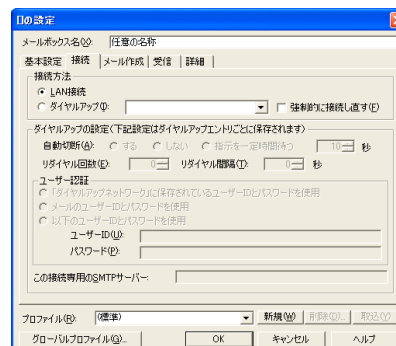 の設定
メールボックス名(X): 任意の名称
基本設定 接続 メール作成 受信 詳細
接続方法
LAN接続
ダイヤルアップ(I): 強制的に接続し直す(F)
ダイヤルアップの設定(下記設定はダイヤルアップエントリごとに保存されます)
自動切断(A): する しない 指示を一定時間待つ 10 秒
リダイヤル回数(E): 0 リダイヤル間隔(T): 0 秒
ユーザー認証
「ダイヤルアップネットワーク」に保存されているユーザーIDとパスワードを使用
メールのユーザーIDとパスワードを使用
以下のユーザーIDとパスワードを使用
ユーザーID(U):
パスワード(P):
この接続専用のSMTPサーバー:
プロファイル(R): (標準) 新規(W) 削除(D)... 取込(Y)
グローバルプロファイル(G)... OK キャンセル ヘルプ